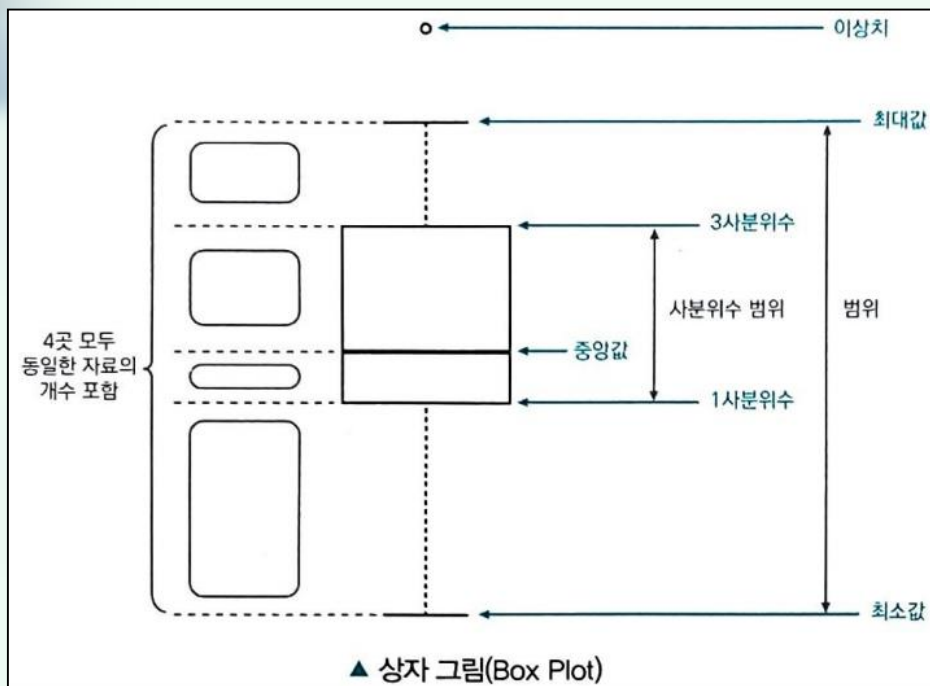 이상치
최대값
3사분위수
사분위수 범위
범위
4곳 모두
동일한 자료의
개수 포함
중앙값
1사분위수
최소값
▲ 상자 그림(Box Plot)